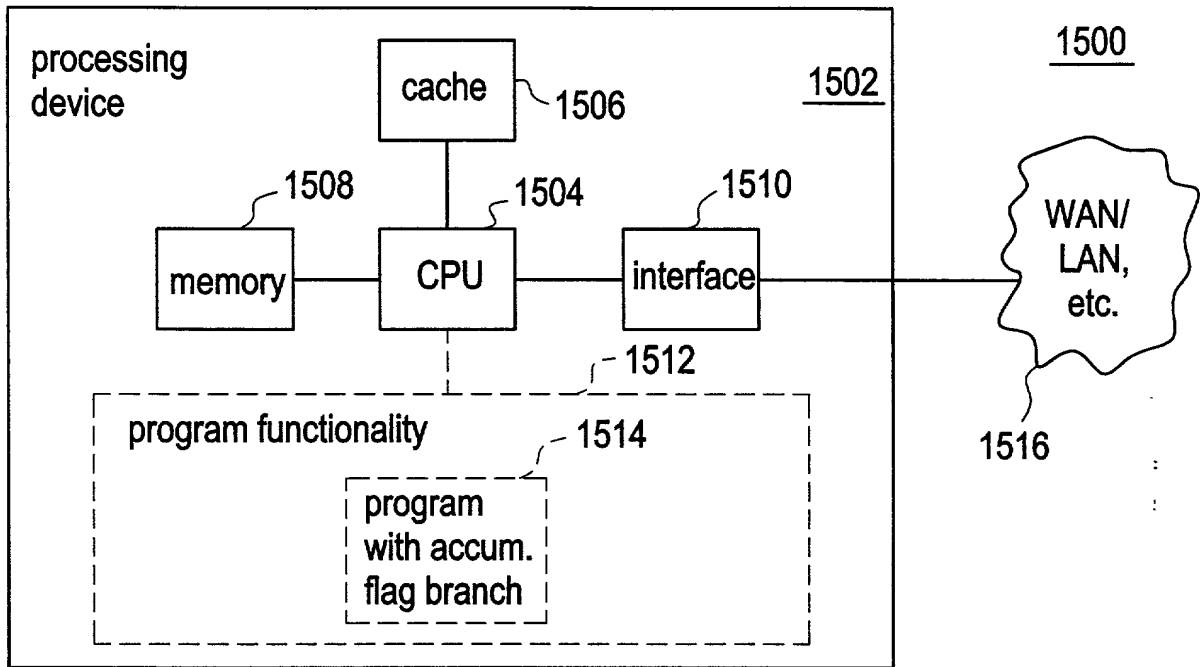 processing
device
cache
1506
1502
1500
1508
1504
1510
memory
CPU
interface
WAN/
LAN,
etc.
1512
program functionality
1514
program
with accum.
flag branch
1516